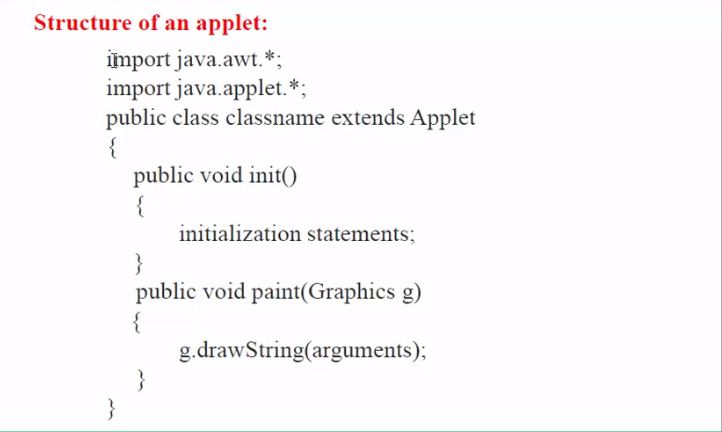 Structure of an applet:
import java.awt.*;
import java.applet.*;
public class classname extends Applet
{
public void init()
{
initialization statements;
}
public void paint(Graphics g)
{
g.drawString(arguments);
}
}